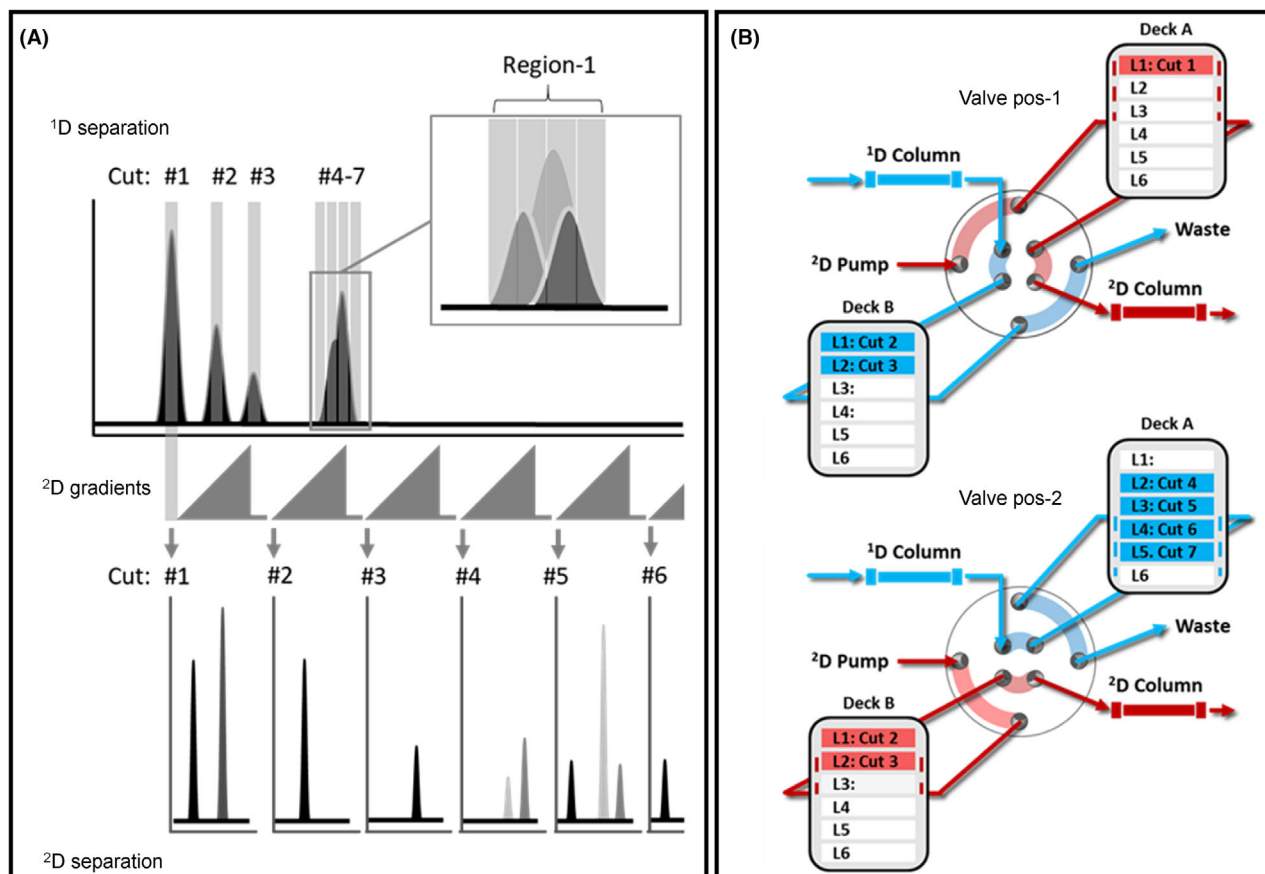 (A)
Region-1
¹D separation
Cut: #1 #2 #3 #4-7
²D gradients
Cut: #1 #2 #3 #4 #5 #6
²D separation
(B)
Deck A
L1: Cut 1
L2
L3
L4
L5
L6
Valve pos-1
¹D Column
Waste
²D Pump
²D Column
Deck B
L1: Cut 2
L2: Cut 3
L3:
L4:
L5
L6
Deck A
L1:
L2: Cut 4
L3: Cut 5
L4: Cut 6
L5. Cut 7
L6
Valve pos-2
¹D Column
Waste
²D Pump
²D Column
Deck B
L1: Cut 2
L2: Cut 3
L3:
L4
L5
L6